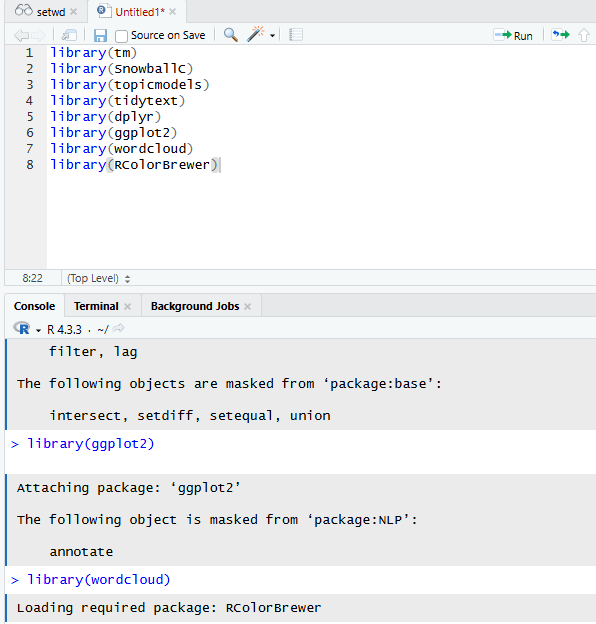 setwd
Untitled1*
Source on Save
Run
1 library(tm)
2 library(SnowballC)
3 library(topicmodels)
4 library(tidytext)
5 library(dplyr)
6 library(ggplot2)
7 library(wordcloud)
8 library(RColorBrewer)
8:22 (Top Level)
Console Terminal Background Jobs
R R 4.3.3 · ~/
filter, lag
The following objects are masked from ‘package:base’:
intersect, setdiff, setequal, union
> library(ggplot2)
Attaching package: ‘ggplot2’
The following object is masked from ‘package:NLP’:
annotate
> library(wordcloud)
Loading required package: RColorBrewer